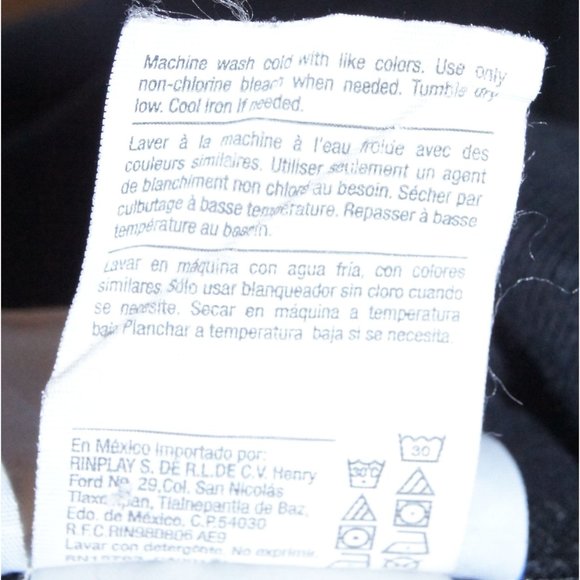 Machine wash cold with like colors. Use only
non-chlorine bleach when needed. Tumble dry
low. Cool iron if needed.
Laver à la machine à l'eau froide avec des
couleurs similaires. Utiliser seulement un agent
de blanchiment non chlore au besoin. Sécher par
culbutage à basse température. Repasser à basse
température au besoin.
Lavar en máquina con agua fría, con colores
similares. Sólo usar blanqueador sin cloro cuando
se necesite. Secar en máquina a temperatura
baja Planchar a temperatura baja si se necesita.
En México importado por:
RINPLAY S. DE R.L.DE C.V. Henry
Ford No. 29,Col. San Nicolás
Tlaxcolpan, Tlalnepantla de Baz,
Edo. de México, C.P.54030
R.F.C.RIN980806 AE9
Lavar con detergente. No exprimir
30
30°C